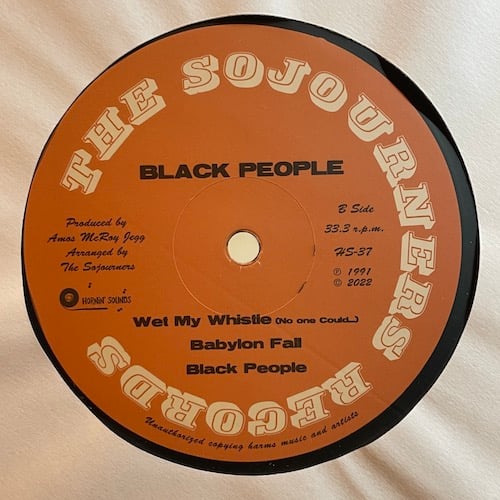 THE SOJOURNERS RECORDS
BLACK PEOPLE
Produced by
Amos McRoy Jegg
Arranged by
The Sojourners
HORNIN' SOUNDS
B Side
33.3 r.p.m.
HS-37
℗ 1991
© 2022
Wet My Whistle (No one Could...)
Babylon Fall
Black People
Unauthorized copying harms music and artists